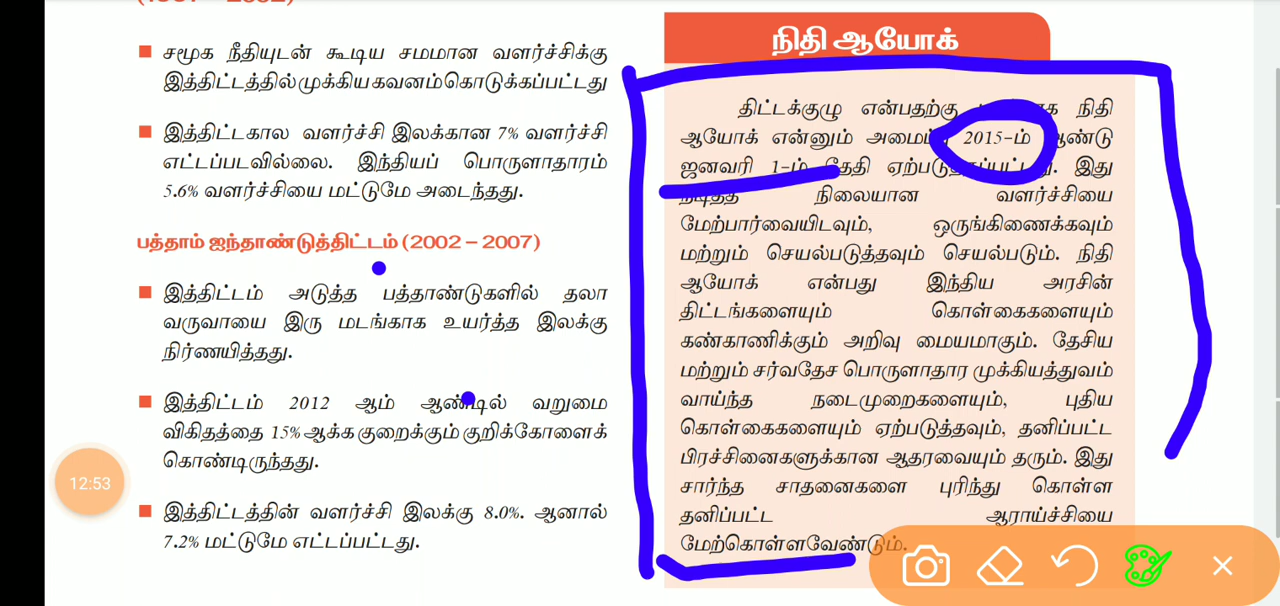 சமூக நீதியுடன் கூடிய சமமான வளர்ச்சிக்கு
இத்திட்டத்தில் முக்கிய கவனம் கொடுக்கப்பட்டது
இத்திட்டகால வளர்ச்சி இலக்கான 7% வளர்ச்சி
எட்டப்படவில்லை. இந்தியப் பொருளாதாரம்
5.6% வளர்ச்சியை மட்டுமே அடைந்தது.
பத்தாம் ஐந்தாண்டுத்திட்டம் (2002 – 2007)
இத்திட்டம் அடுத்த பத்தாண்டுகளில் தலா
வருவாயை இரு மடங்காக உயர்த்த இலக்கு
நிர்ணயித்தது.
இத்திட்டம் 2012 ஆம் ஆண்டில் வறுமை
விகிதத்தை 15% ஆக்க குறைக்கும் குறிக்கோளைக்
கொண்டிருந்தது.
இத்திட்டத்தின் வளர்ச்சி இலக்கு 8.0%. ஆனால்
7.2% மட்டுமே எட்டப்பட்டது.
நிதி ஆயோக்
திட்டக்குழு என்பதற்கு நிதி
ஆயோக் என்னும் 2015-ம் ஆண்டு
ஜனவரி 1-ம் தேதி ஏற்படுத்தப்பட்டது. இது
நிலையான வளர்ச்சியை
மேற்பார்வையிடவும், ஒருங்கிணைக்கவும்
மற்றும் செயல்படுத்தவும் செயல்படும். நிதி
ஆயோக் என்பது இந்திய அரசின்
திட்டங்களையும் கொள்கைகளையும்
கண்காணிக்கும் அறிவு மையமாகும். தேசிய
மற்றும் சர்வதேச பொருளாதார முக்கியத்துவம்
வாய்ந்த நடைமுறைகளையும், புதிய
கொள்கைகளையும் ஏற்படுத்தவும், தனிப்பட்ட
பிரச்சினைகளுக்கான ஆதரவையும் தரும். இது
சார்ந்த சாதனைகளை புரிந்து கொள்ள
தனிப்பட்ட ஆராய்ச்சியை
மேற்கொள்ளவேண்டும்.
12:53